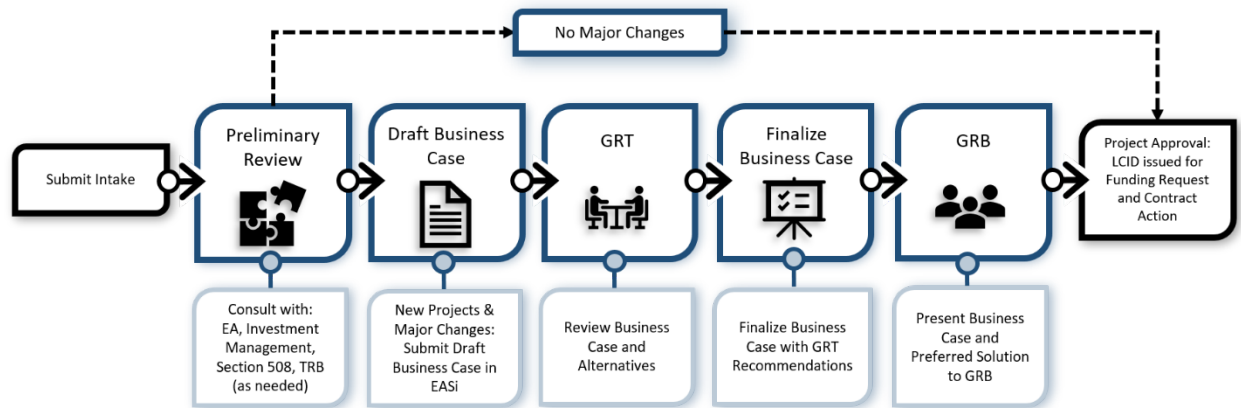 No Major Changes
Submit Intake
Preliminary
Review
Draft Business
Case
GRT
Finalize
Business Case
GRB
Project Approval:
LCID issued for
Funding Request
and Contract
Action
Consult with:
EA, Investment
Management,
Section 508, TRB
(as needed)
New Projects &
Major Changes:
Submit Draft
Business Case in
EASi
Review Business
Case and
Alternatives
Finalize Business
Case with GRT
Recommendations
Present Business
Case and
Preferred Solution
to GRB